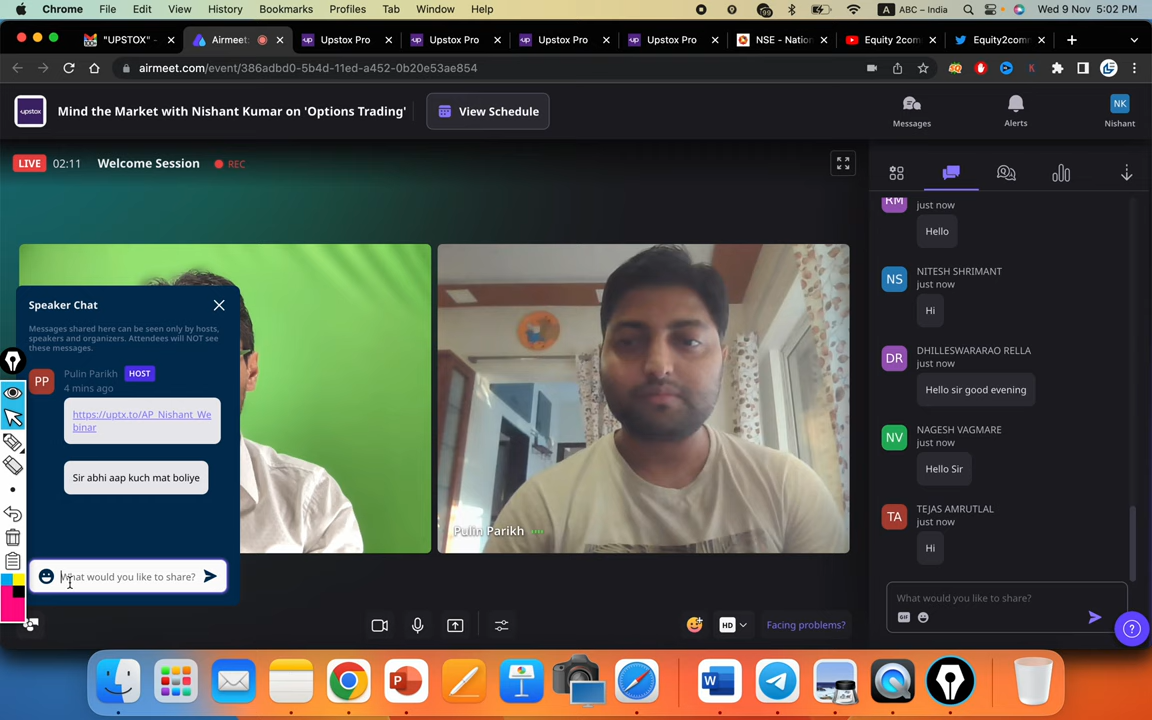 Chrome File Edit View History Bookmarks Profiles Tab Window Help
A ABC – India
Wed 9 Nov 5:02 PM
"UPSTOX" -
Airmeet:
Upstox Pro
Upstox Pro
Upstox Pro
Upstox Pro
NSE - Nation
Equity 2com
Equity2com
airmeet.com/event/386adbd0-5b4d-11ed-a452-0b20e53ae854
upstox
Mind the Market with Nishant Kumar on 'Options Trading'
View Schedule
Messages
Alerts
NK
Nishant
LIVE 02:11 Welcome Session REC
RM
just now
Hello
NS
NITESH SHRIMANT
just now
Hi
DR
DHILLESWARARAO RELLA
just now
Hello sir good evening
NV
NAGESH VAGMARE
just now
Hello Sir
TA
TEJAS AMRUTLAL
just now
Hi
What would you like to share?
GIF
Speaker Chat
Messages shared here can be seen only by hosts,
speakers and organizers. Attendees will NOT see
these messages.
PP
Pulin Parikh HOST
4 mins ago
https://uptx.to/AP_Nishant_We
binar
Sir abhi aap kuch mat boliye
What would you like to share?
Pulin Parikh
HD
Facing problems?
?